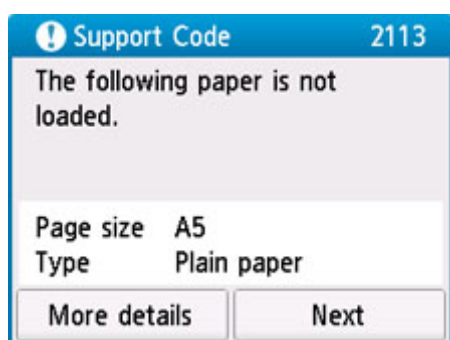 Support Code 2113
The following paper is not
loaded.
Page size A5
Type Plain paper
More details Next